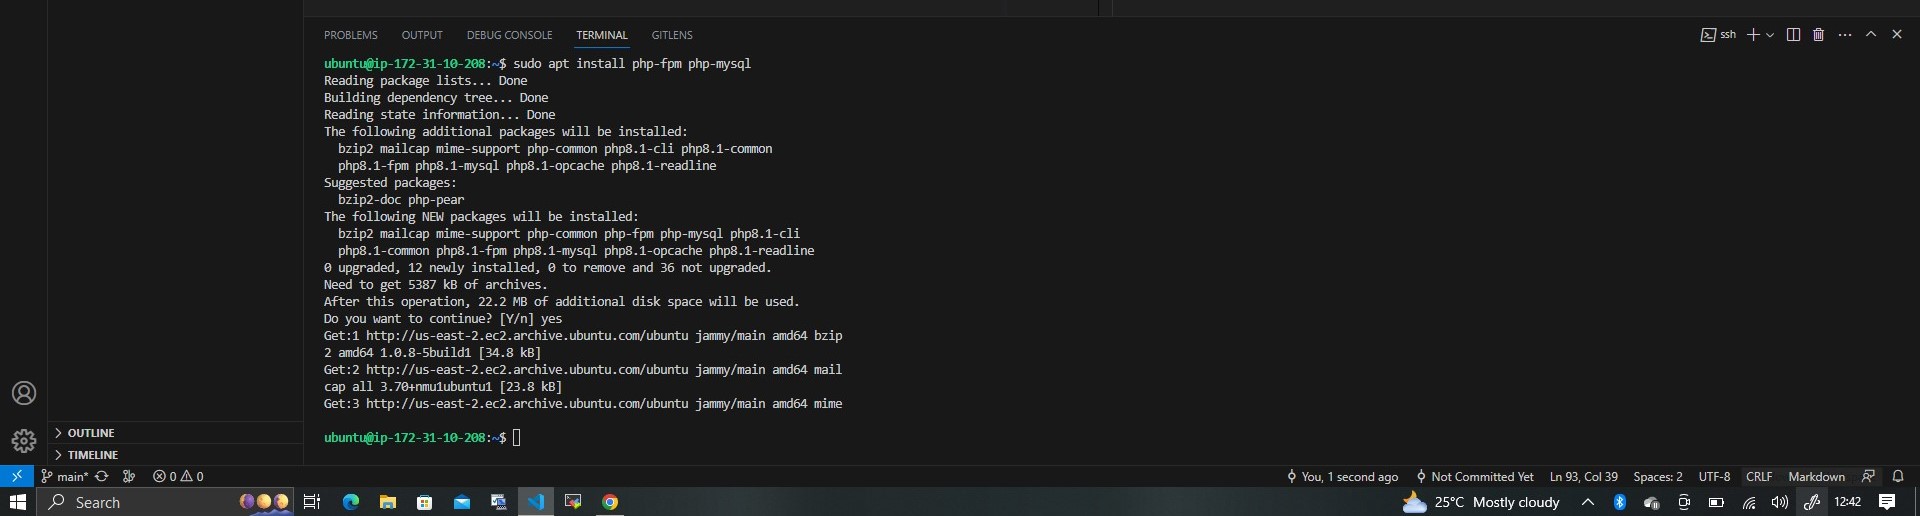 PROBLEMS OUTPUT DEBUG CONSOLE TERMINAL GITLENS ssh
ubuntu@ip-172-31-10-208:~$ sudo apt install php-fpm php-mysql
Reading package lists... Done
Building dependency tree... Done
Reading state information... Done
The following additional packages will be installed:
bzip2 mailcap mime-support php-common php8.1-cli php8.1-common
php8.1-fpm php8.1-mysql php8.1-opcache php8.1-readline
Suggested packages:
bzip2-doc php-pear
The following NEW packages will be installed:
bzip2 mailcap mime-support php-common php-fpm php-mysql php8.1-cli
php8.1-common php8.1-fpm php8.1-mysql php8.1-opcache php8.1-readline
0 upgraded, 12 newly installed, 0 to remove and 36 not upgraded.
Need to get 5387 kB of archives.
After this operation, 22.2 MB of additional disk space will be used.
Do you want to continue? [Y/n] yes
Get:1 http://us-east-2.ec2.archive.ubuntu.com/ubuntu jammy/main amd64 bzip
2 amd64 1.0.8-5build1 [34.8 kB]
Get:2 http://us-east-2.ec2.archive.ubuntu.com/ubuntu jammy/main amd64 mail
cap all 3.70+nmu1ubuntu1 [23.8 kB]
Get:3 http://us-east-2.ec2.archive.ubuntu.com/ubuntu jammy/main amd64 mime
ubuntu@ip-172-31-10-208:~$
OUTLINE
TIMELINE
main* 0 0 You, 1 second ago Not Committed Yet Ln 93, Col 39 Spaces: 2 UTF-8 CRLF Markdown
Search 25°C Mostly cloudy 12:42